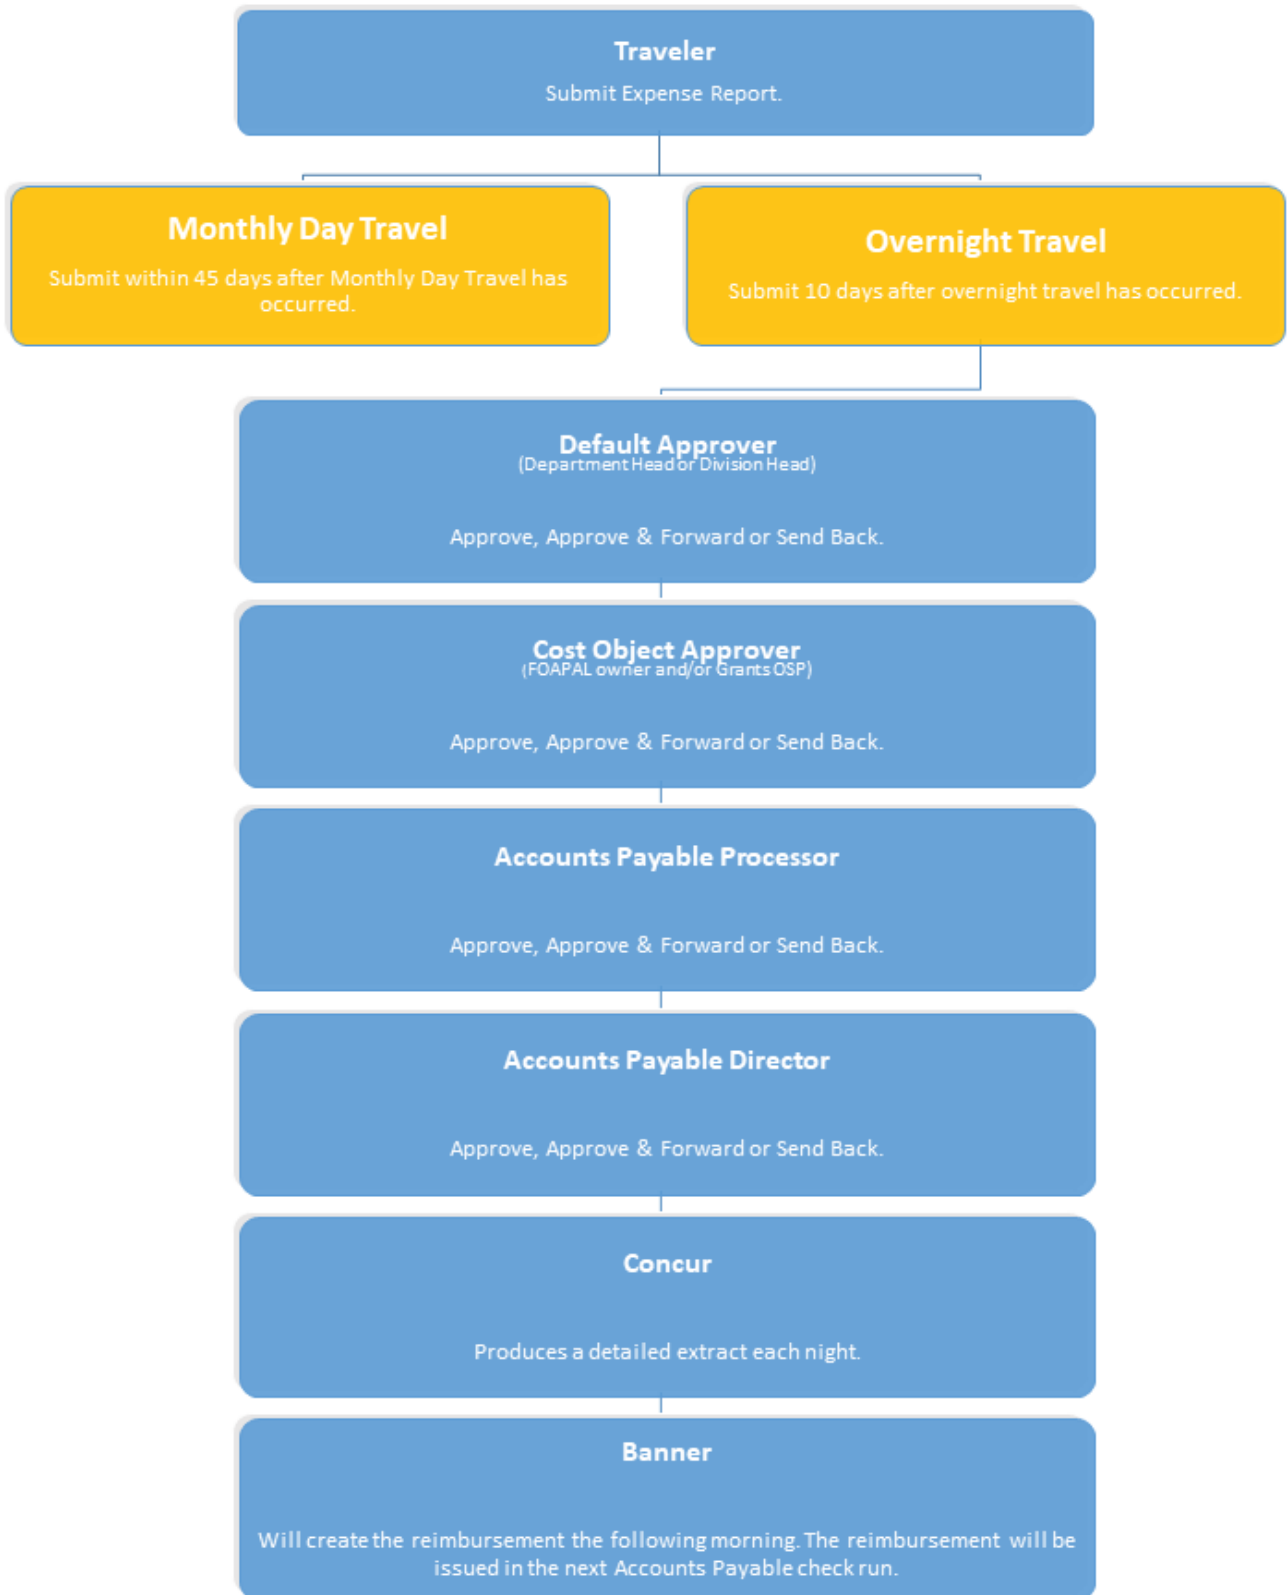 Traveler
Submit Expense Report.
Monthly Day Travel
Submit within 45 days after Monthly Day Travel has
occurred.
Overnight Travel
Submit 10 days after overnight travel has occurred.
Default Approver
(Department Head or Division Head)
Approve, Approve & Forward or Send Back.
Cost Object Approver
(FOAPAL owner and/or Grants OSP)
Approve, Approve & Forward or Send Back.
Accounts Payable Processor
Approve, Approve & Forward or Send Back.
Accounts Payable Director
Approve, Approve & Forward or Send Back.
Concur
Produces a detailed extract each night.
Banner
Will create the reimbursement the following morning. The reimbursement will be
issued in the next Accounts Payable check run.